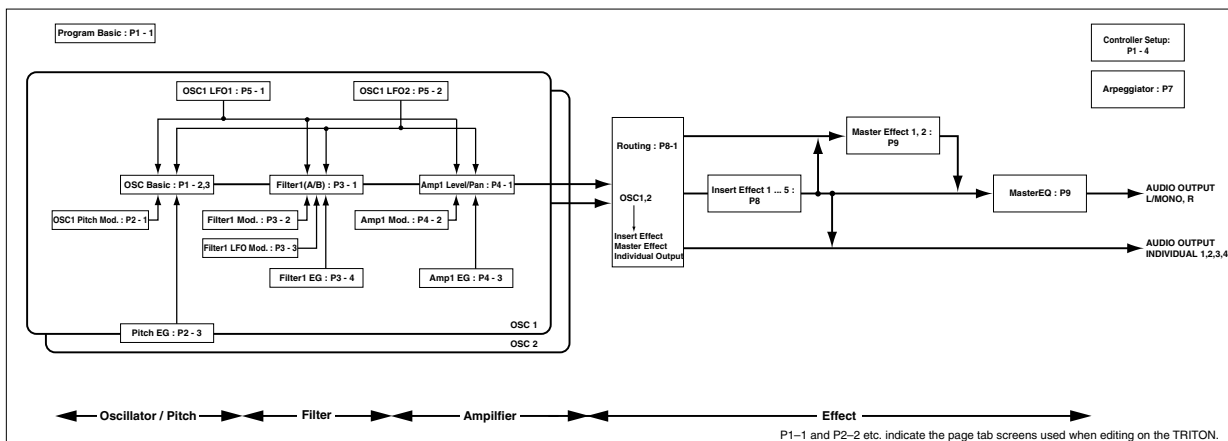 Program Basic : P1 - 1
Controller Setup:
P1 - 4
Arpeggiator : P7
OSC1 LFO1 : P5 - 1
OSC1 LFO2 : P5 - 2
OSC Basic : P1 - 2,3
Filter1(A/B) : P3 - 1
Amp1 Level/Pan : P4 - 1
OSC1 Pitch Mod. : P2 - 1
Filter1 Mod. : P3 - 2
Amp1 Mod. : P4 - 2
Filter1 LFO Mod. : P3 - 3
Filter1 EG : P3 - 4
Amp1 EG : P4 - 3
Pitch EG : P2 - 3
OSC 1
OSC 2
Routing : P8-1
OSC1,2
Insert Effect
Master Effect
Individual Output
Insert Effect 1 ... 5 :
P8
Master Effect 1, 2 :
P9
MasterEQ : P9
AUDIO OUTPUT
L/MONO, R
AUDIO OUTPUT
INDIVIDUAL 1,2,3,4
Oscillator / Pitch
Filter
Ampilfier
Effect
P1–1 and P2–2 etc. indicate the page tab screens used when editing on the TRITON.